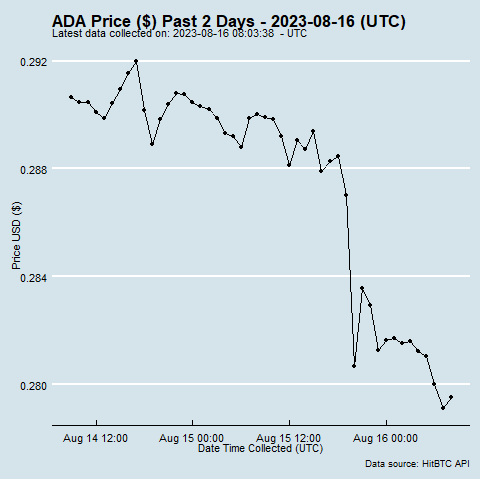 ADA Price ($) Past 2 Days - 2023-08-16 (UTC)
Latest data collected on: 2023-08-16 08:03:38 - UTC
0.292
0.288
0.284
0.280
Price USD ($)
Aug 14 12:00 Aug 15 00:00 Aug 15 12:00 Aug 16 00:00
Date Time Collected (UTC)
Data source: HitBTC API